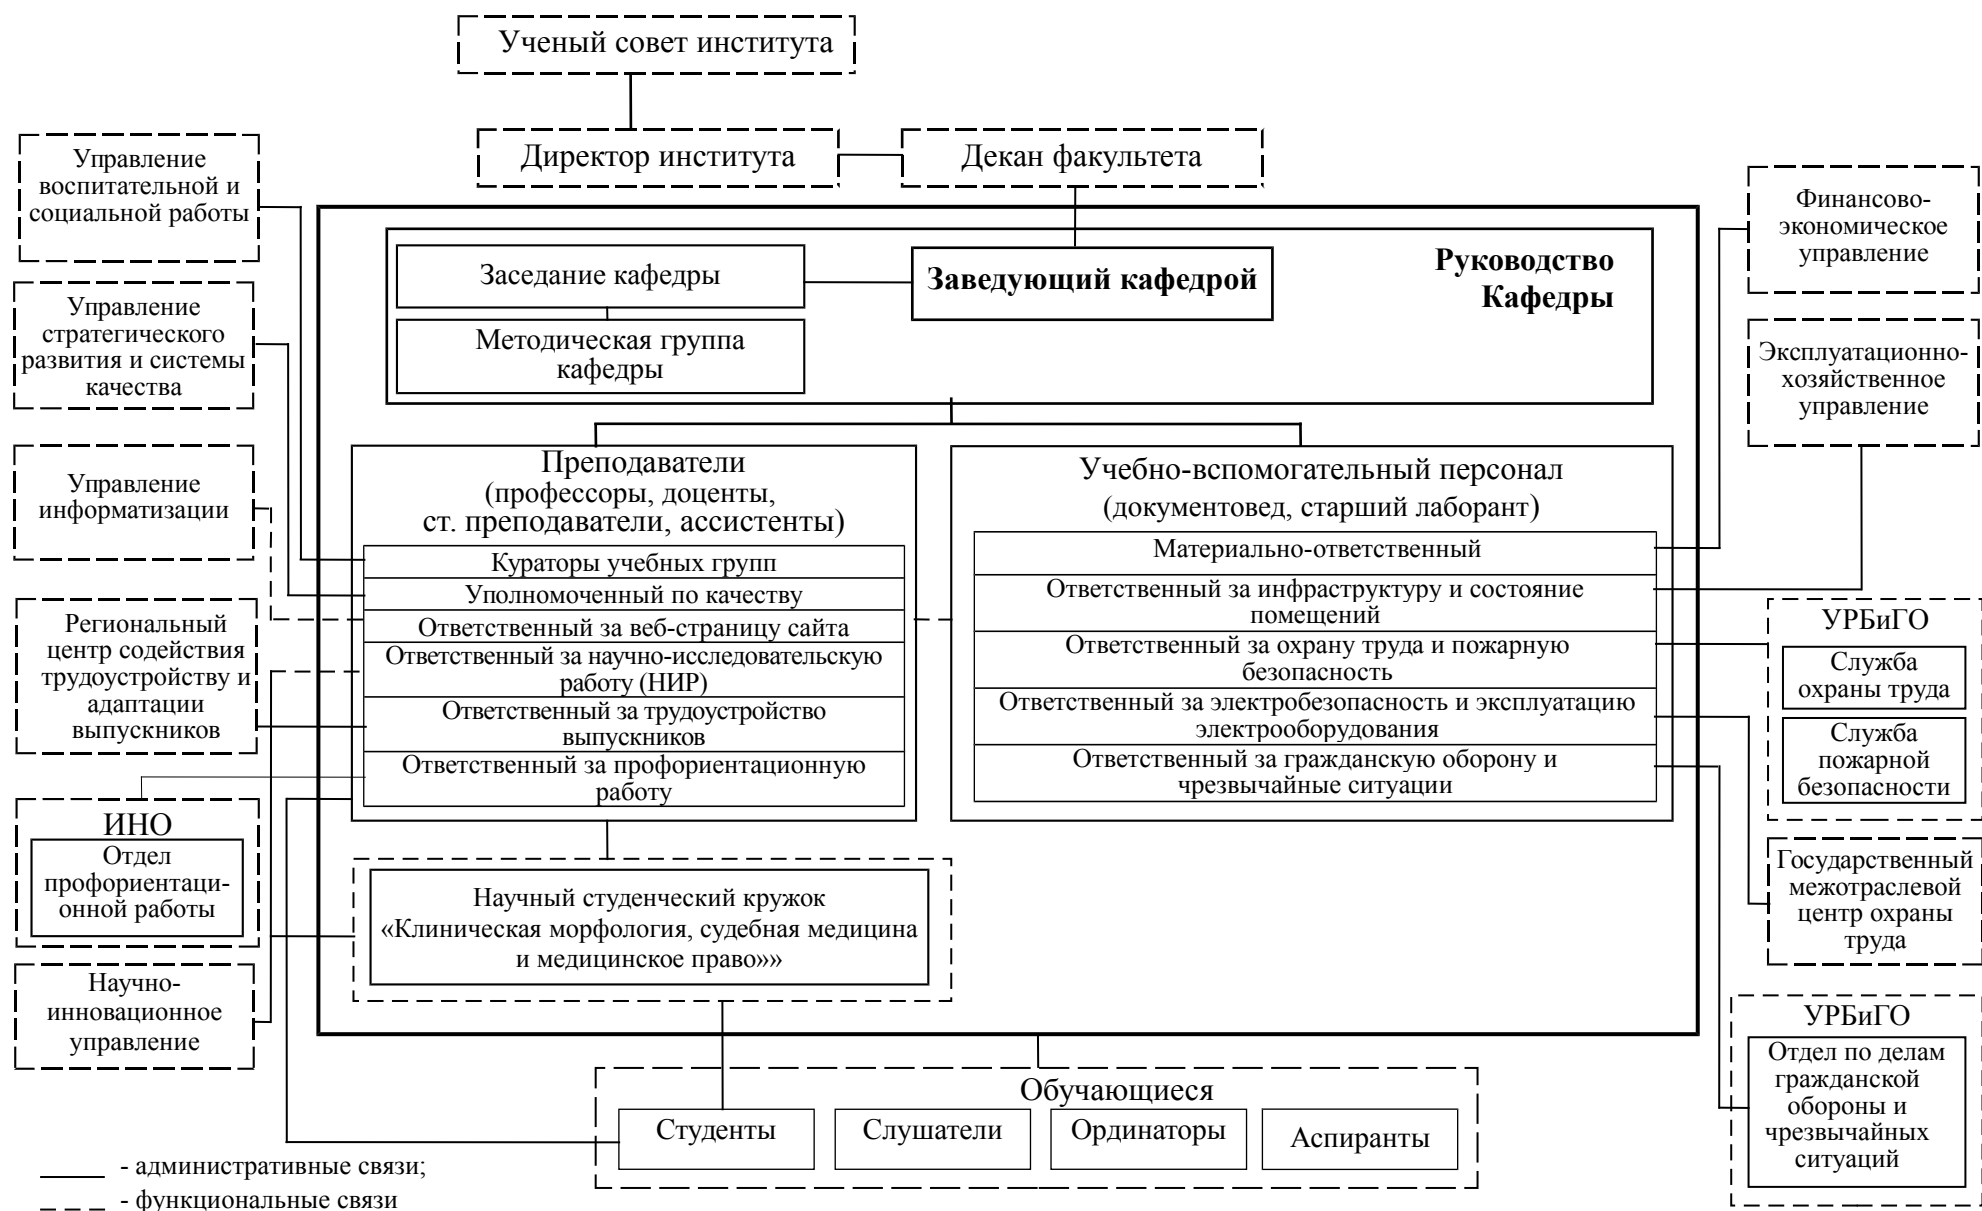 Ученый совет института
Директор института
Декан факультета
Управление
воспитательной и
социальной работы
Управление
стратегического
развития и системы
качества
Управление
информатизации
Региональный
центр содействия
трудоустройству и
адаптации
выпускников
ИНО
Отдел
профориентаци-
онной работы
Научно-
инновационное
управление
Заседание кафедры
Методическая группа
кафедры
Заведующий кафедрой
Руководство
Кафедры
Преподаватели
(профессоры, доценты,
ст. преподаватели, ассистенты)
Кураторы учебных групп
Уполномоченный по качеству
Ответственный за веб-страницу сайта
Ответственный за научно-исследовательскую
работу (НИР)
Ответственный за трудоустройство
выпускников
Ответственный за профориентационную
работу
Учебно-вспомогательный персонал
(документовед, старший лаборант)
Материально-ответственный
Ответственный за инфраструктуру и состояние
помещений
Ответственный за охрану труда и пожарную
безопасность
Ответственный за электробезопасность и эксплуатацию
электрооборудования
Ответственный за гражданскую оборону и
чрезвычайные ситуации
Научный студенческий кружок
«Клиническая морфология, судебная медицина
и медицинское право»»
Финансово-
экономическое
управление
Эксплуатационно-
хозяйственное
управление
УРБиГО
Служба
охраны труда
Служба
пожарной
безопасности
Государственный
межотраслевой
центр охраны
труда
УРБиГО
Отдел по делам
гражданской
обороны и
чрезвычайных
ситуаций
Обучающиеся
Студенты
Слушатели
Ординаторы
Аспиранты
- административные связи;
- функциональные связи